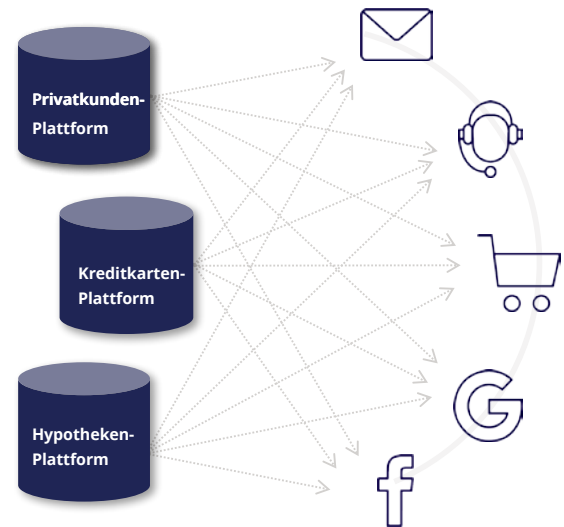 Privatkunden-
Plattform
Kreditkarten-
Plattform
Hypotheken-
Plattform